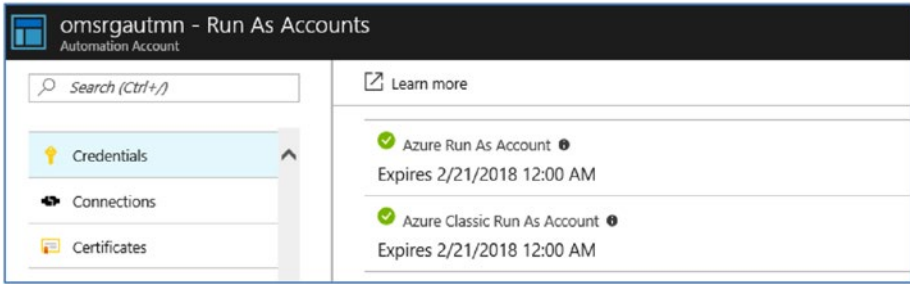 omsrgautmn - Run As Accounts
Automation Account
Search (Ctrl+/)
Credentials
Connections
Certificates
Learn more
Azure Run As Account
Expires 2/21/2018 12:00 AM
Azure Classic Run As Account
Expires 2/21/2018 12:00 AM